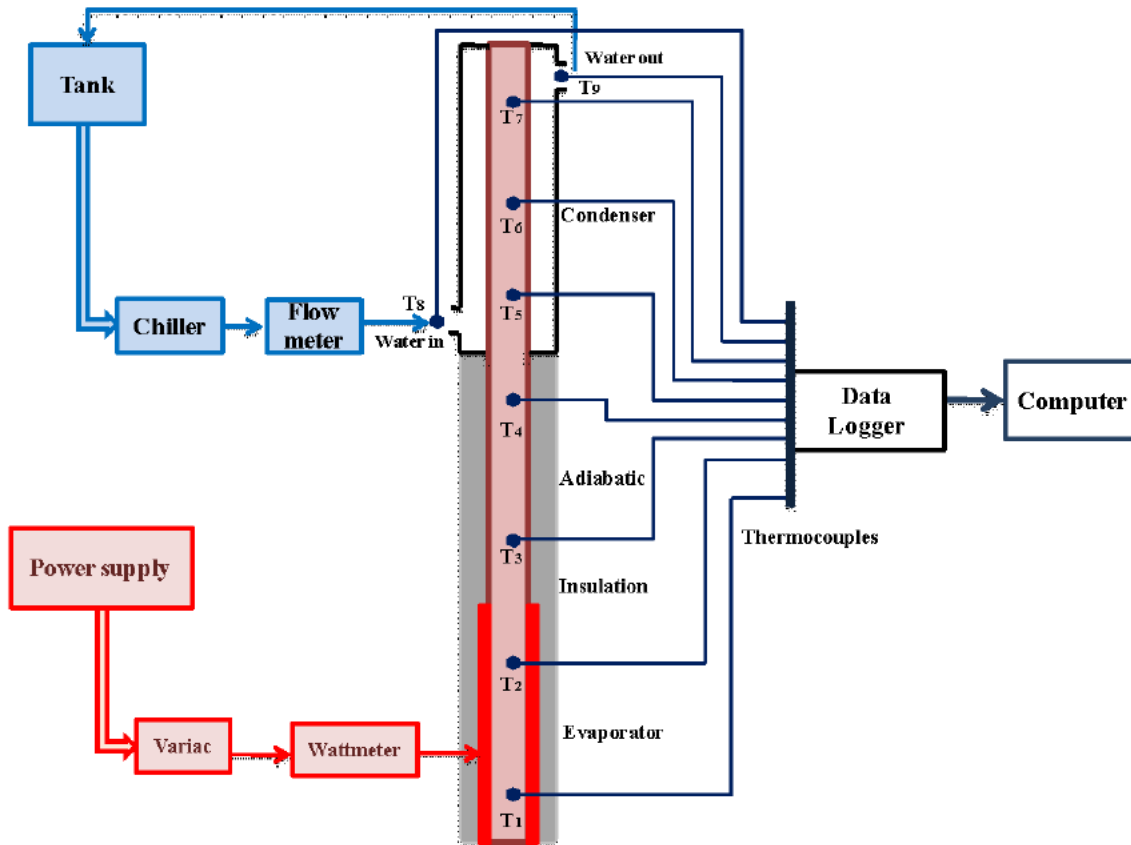 Water out
Tank
T9
T7
Condenser
T6
T8
T5
Chiller
Flow
meter
Water in
Data
Logger
Computer
T4
Adiabatic
Thermocouples
T3
Power supply
Insulation
T2
Evaporator
Variac
Wattmeter
T1